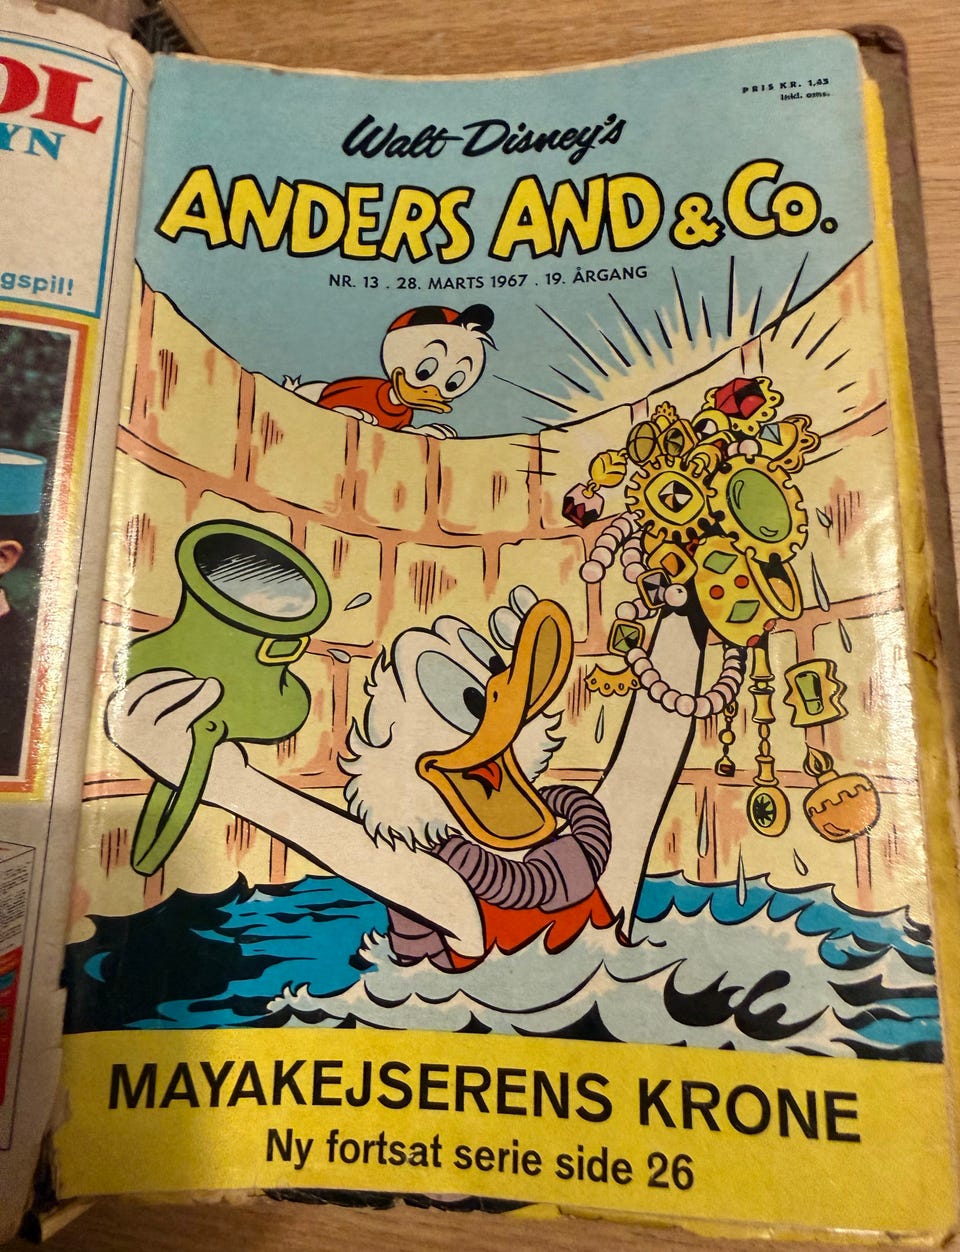 OL
YN
gspil!
PRIS KR. 1,45
Inkl. oms.
Walt Disney's
ANDERS AND & Co.
NR. 13 . 28. MARTS 1967 . 19. ÅRGANG
MAYAKEJSERENS KRONE
Ny fortsat serie side 26